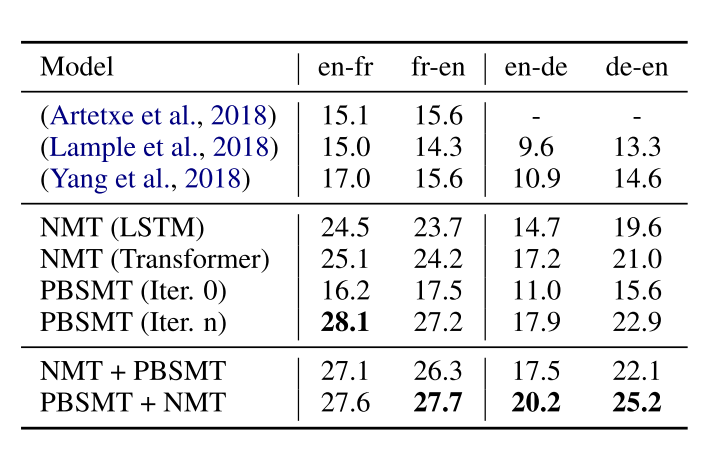 Model en-fr fr-en en-de de-en
(Artetxe et al., 2018) 15.1 15.6 - -
(Lample et al., 2018) 15.0 14.3 9.6 13.3
(Yang et al., 2018) 17.0 15.6 10.9 14.6
NMT (LSTM) 24.5 23.7 14.7 19.6
NMT (Transformer) 25.1 24.2 17.2 21.0
PBSMT (Iter. 0) 16.2 17.5 11.0 15.6
PBSMT (Iter. n) 28.1 27.2 17.9 22.9
NMT + PBSMT 27.1 26.3 17.5 22.1
PBSMT + NMT 27.6 27.7 20.2 25.2